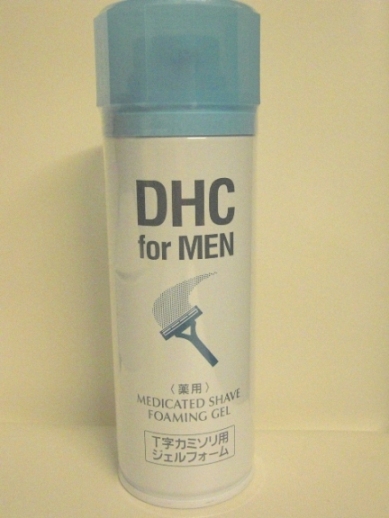 DHC
for MEN
〈薬用〉
MEDICATED SHAVE
FOAMING GEL
T字カミソリ用
ジェルフォーム